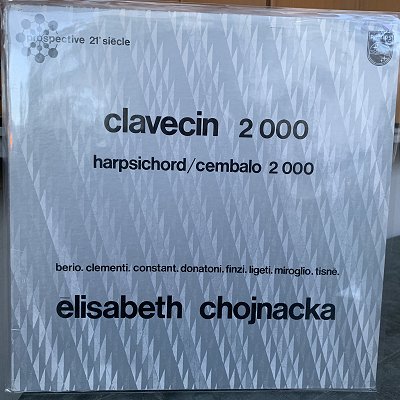 prospective 21e siècle
clavecin 2 000
harpsichord/cembalo 2 000
berio. clementi. constant. donatoni. finzi. ligeti. miroglio. tisné.
elisabeth chojnacka